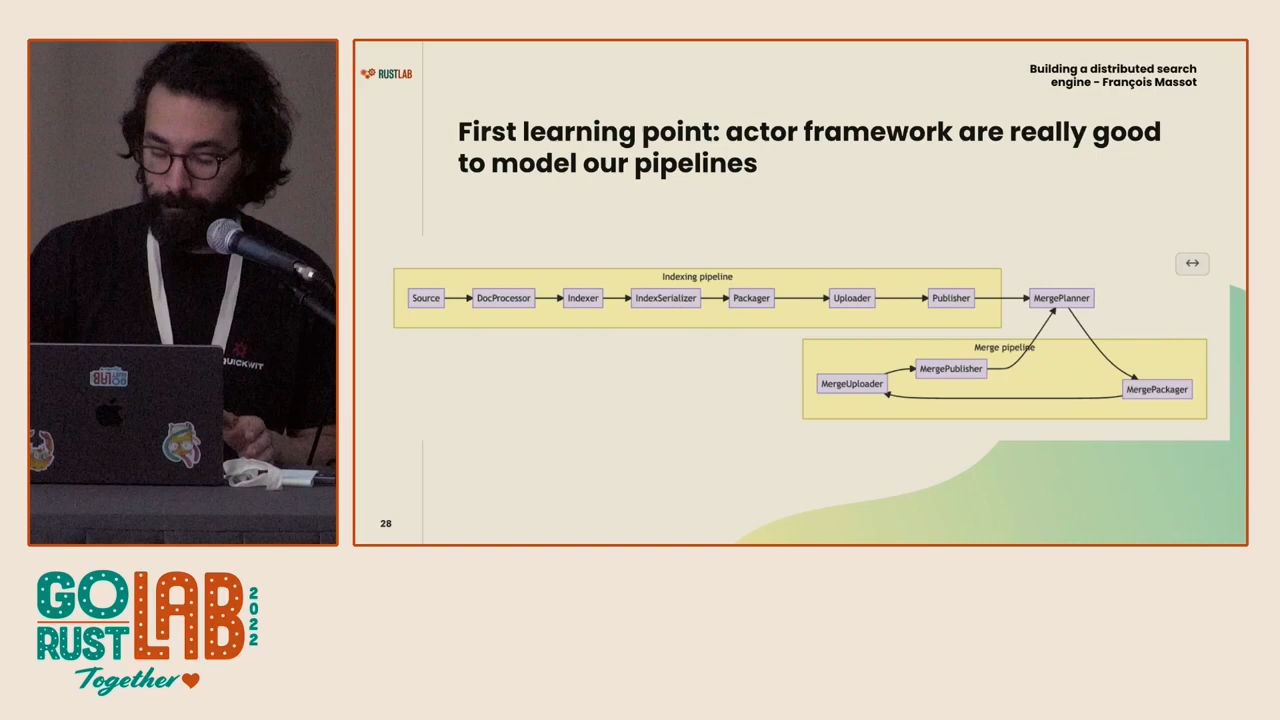 RUSTLAB
Building a distributed search
engine - François Massot
First learning point: actor framework are really good
to model our pipelines
Indexing pipeline
Source
DocProcessor
Indexer
IndexSerializer
Packager
Uploader
Publisher
MergePlanner
Merge pipeline
MergePublisher
MergeUploader
MergePackager
28
QUICKWIT
GOLAB
GO
LAB
RUST
2022
Together